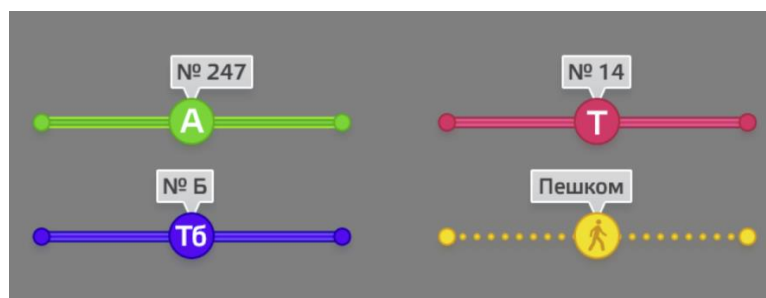 № 247
А
№ 14
Т
№ Б
Тб
Пешком